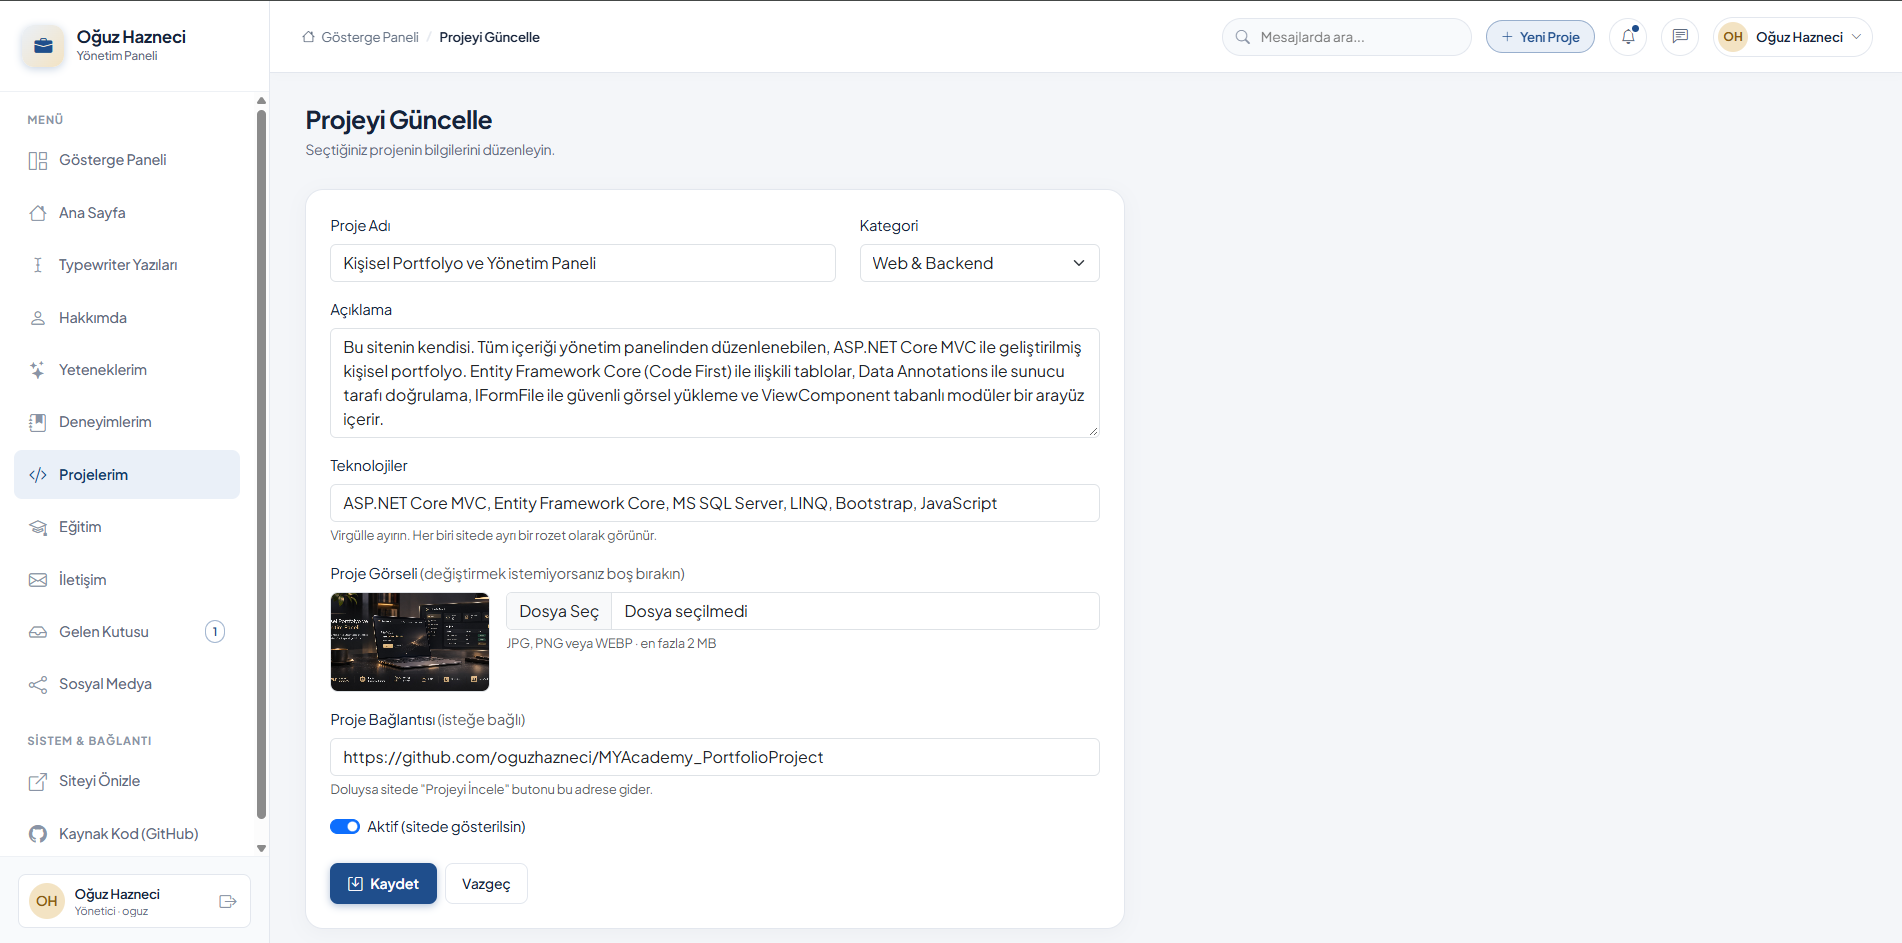 Oğuz Hazneci
Yönetim Paneli
Gösterge Paneli / Projeyi Güncelle
Mesajlarda ara...
+ Yeni Proje
OH Oğuz Hazneci
MENÜ
Gösterge Paneli
Ana Sayfa
Typewriter Yazıları
Hakkımda
Yeteneklerim
Deneyimlerim
Projelerim
Eğitim
İletişim
Gelen Kutusu 1
Sosyal Medya
SİSTEM & BAĞLANTI
Siteyi Önizle
Kaynak Kod (GitHub)
OH Oğuz Hazneci
Yönetici · oguz
Projeyi Güncelle
Seçtiğiniz projenin bilgilerini düzenleyin.
Proje Adı
Kişisel Portfolyo ve Yönetim Paneli
Kategori
Web & Backend
Açıklama
Bu sitenin kendisi. Tüm içeriği yönetim panelinden düzenlenebilen, ASP.NET Core MVC ile geliştirilmiş
kişisel portfolyo. Entity Framework Core (Code First) ile ilişkili tablolar, Data Annotations ile sunucu
tarafı doğrulama, IFormFile ile güvenli görsel yükleme ve ViewComponent tabanlı modüler bir arayüz
içerir.
Teknolojiler
ASP.NET Core MVC, Entity Framework Core, MS SQL Server, LINQ, Bootstrap, JavaScript
Virgülle ayırın. Her biri sitede ayrı bir rozet olarak görünür.
Proje Görseli (değiştirmek istemiyorsanız boş bırakın)
Dosya Seç Dosya seçilmedi
JPG, PNG veya WEBP · en fazla 2 MB
Proje Bağlantısı (isteğe bağlı)
https://github.com/oguzhazneci/MYAcademy_PortfolioProject
Doluysa sitede "Projeyi İncele" butonu bu adrese gider.
Aktif (sitede gösterilsin)
Kaydet
Vazgeç